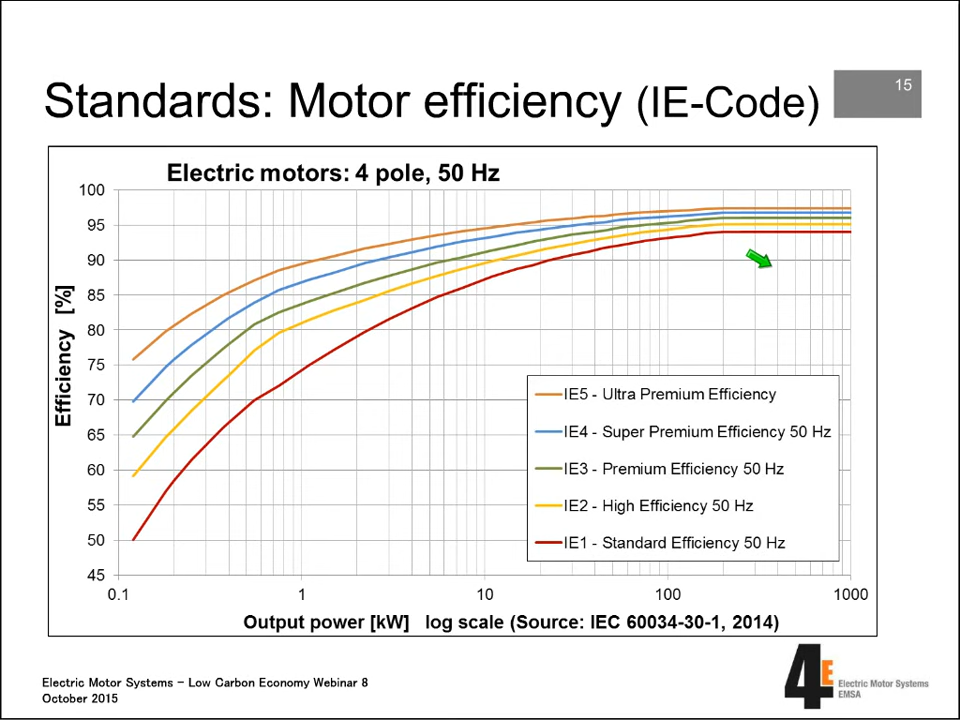 15
Standards: Motor efficiency (IE-Code)
Electric motors: 4 pole, 50 Hz
Efficiency [%]
100
95
90
85
80
75
70
65
60
55
50
45
IE5 - Ultra Premium Efficiency
IE4 - Super Premium Efficiency 50 Hz
IE3 - Premium Efficiency 50 Hz
IE2 - High Efficiency 50 Hz
IE1 - Standard Efficiency 50 Hz
0.1 1 10 100 1000
Output power [kW] log scale (Source: IEC 60034-30-1, 2014)
Electric Motor Systems - Low Carbon Economy Webinar 8
October 2015
4E
Electric Motor Systems
EMSA